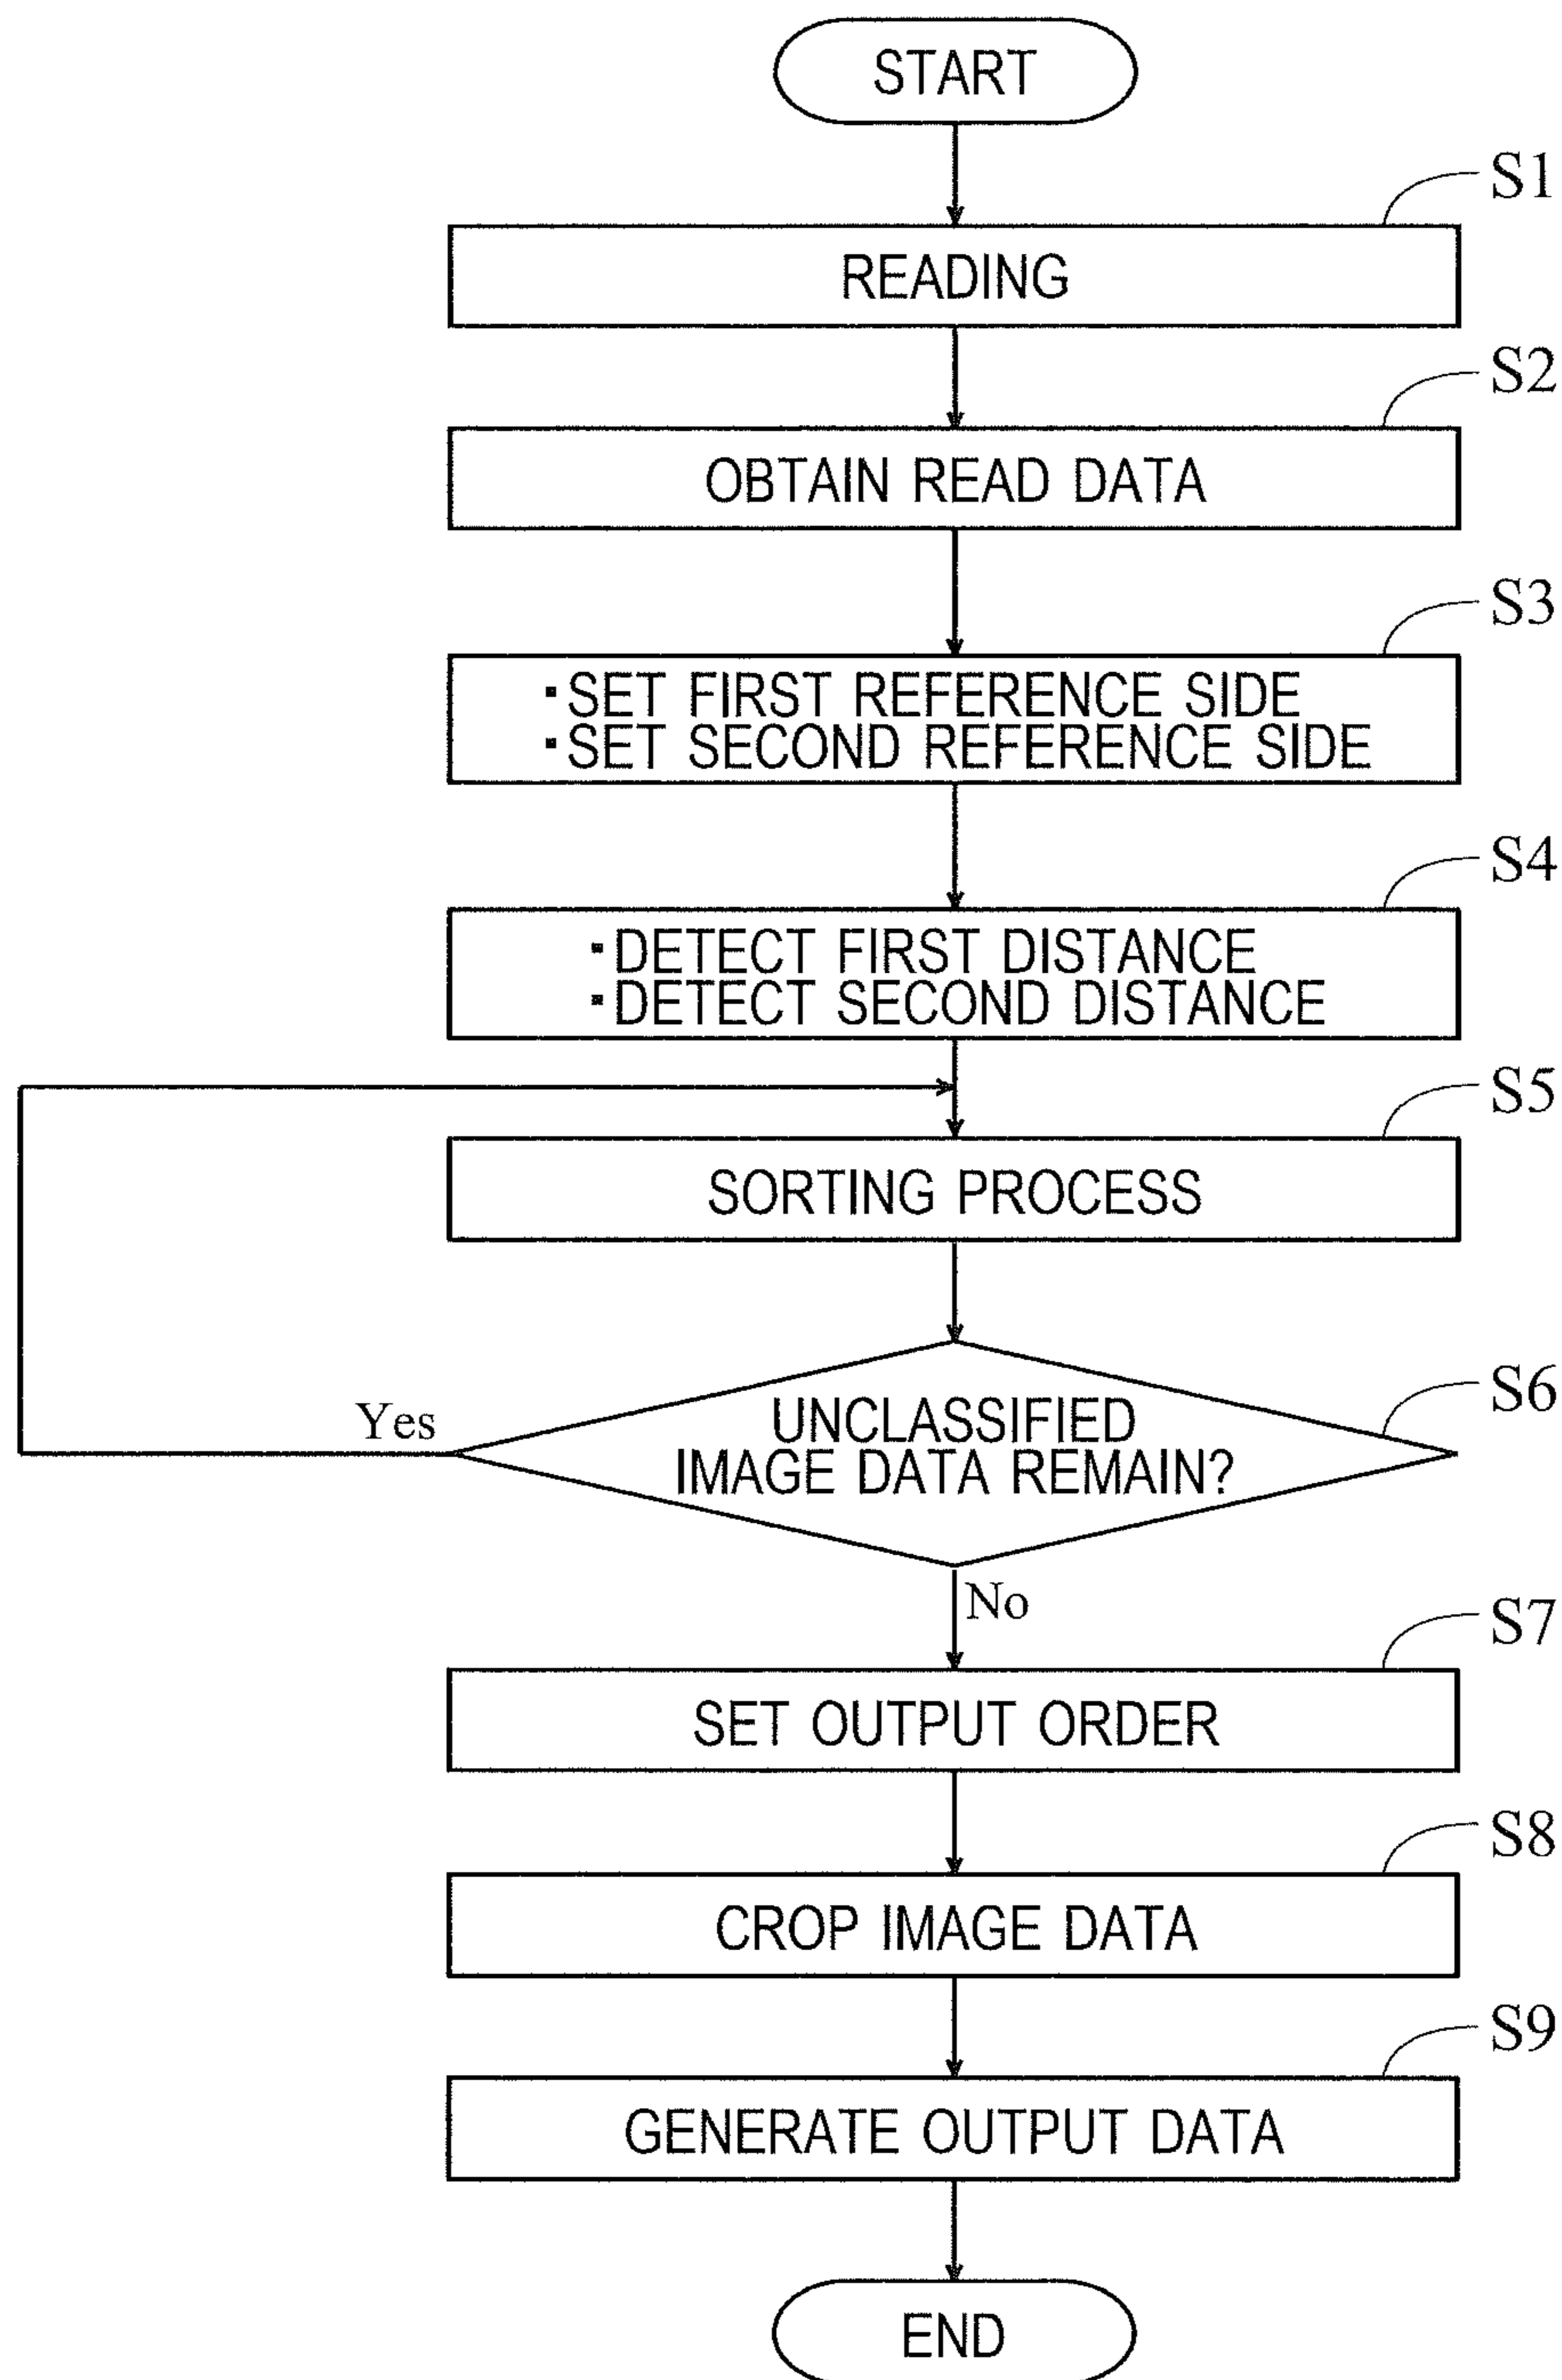 START
S1
READING
S2
OBTAIN READ DATA
S3
▪SET FIRST REFERENCE SIDE
▪SET SECOND REFERENCE SIDE
S4
▪DETECT FIRST DISTANCE
▪DETECT SECOND DISTANCE
S5
SORTING PROCESS
S6
UNCLASSIFIED
IMAGE DATA REMAIN?
Yes
No
S7
SET OUTPUT ORDER
S8
CROP IMAGE DATA
S9
GENERATE OUTPUT DATA
END